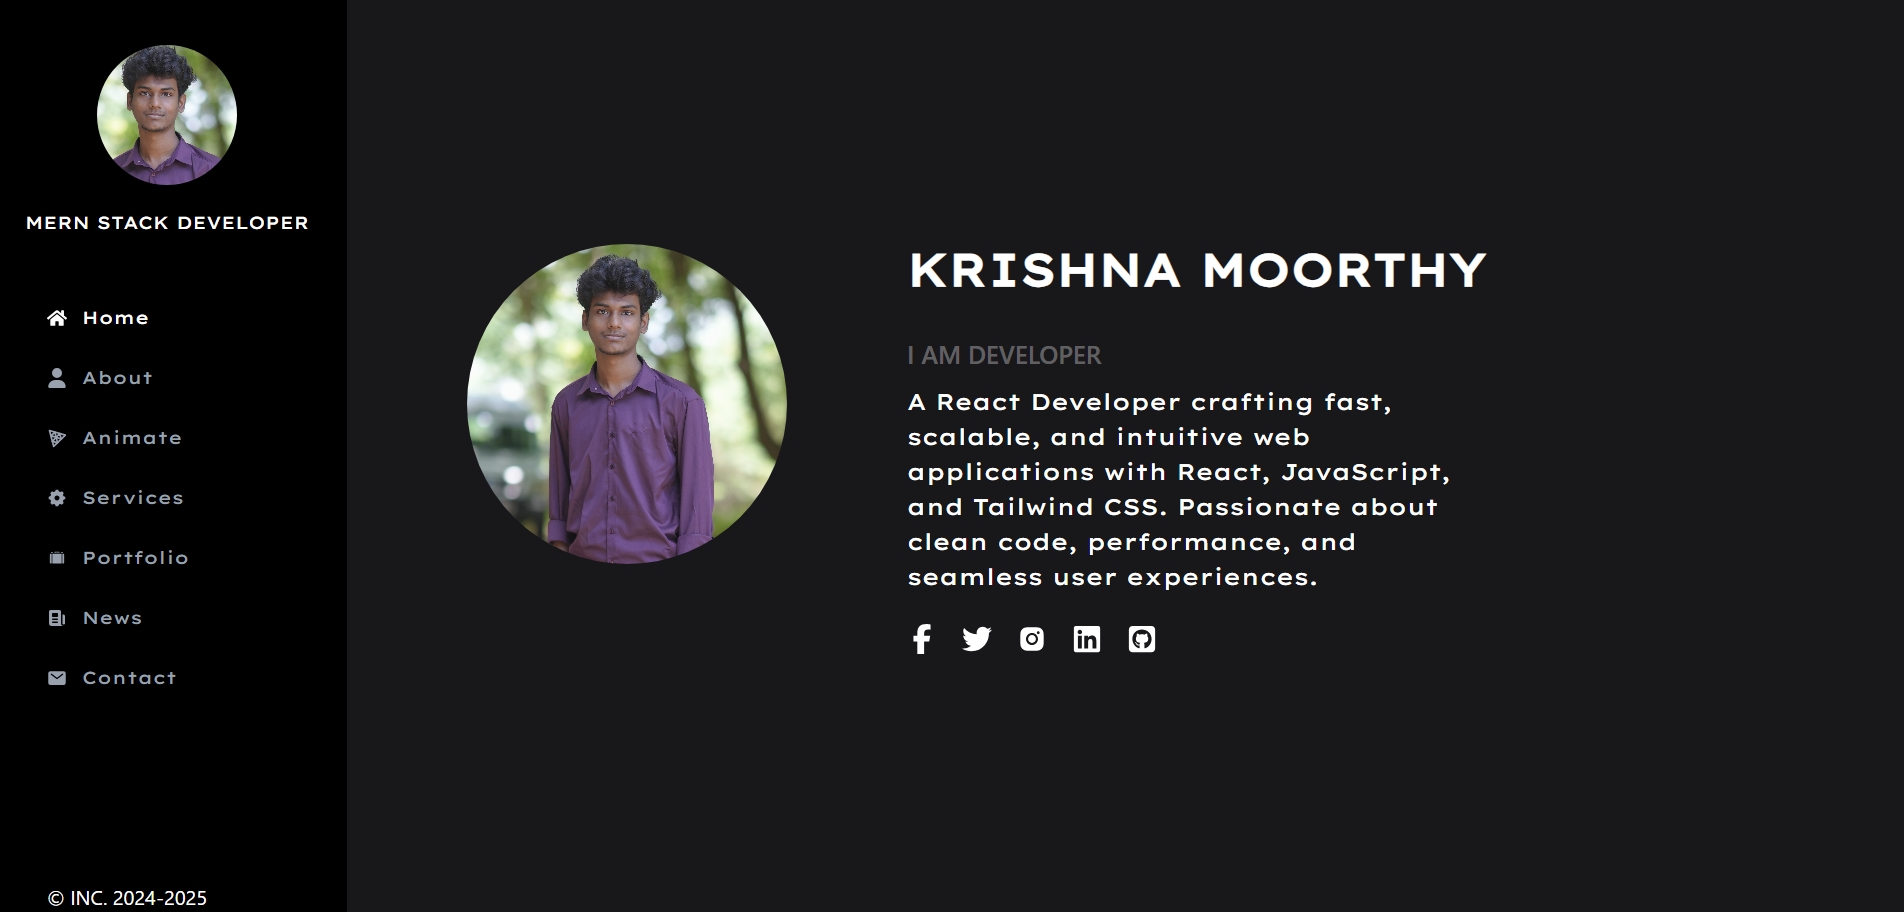 MERN STACK DEVELOPER
Home
About
Animate
Services
Portfolio
News
Contact
© INC. 2024-2025
KRISHNA MOORTHY
I AM DEVELOPER
A React Developer crafting fast,
scalable, and intuitive web
applications with React, JavaScript,
and Tailwind CSS. Passionate about
clean code, performance, and
seamless user experiences.